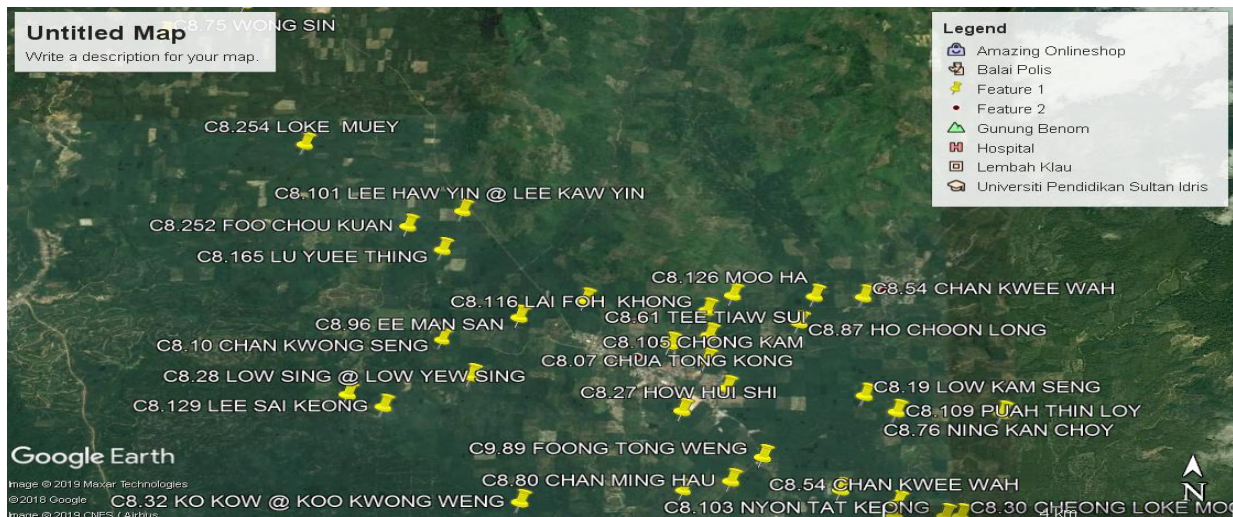 C8.75 WONG SIN
Untitled Map
Write a description for your map.
Legend
Amazing Onlineshop
Balai Polis
Feature 1
Feature 2
Gunung Benom
Hospital
Lembah Klau
Universiti Pendidikan Sultan Idris
C8.254 LOKE MUEY
C8.101 LEE HAW YIN @ LEE KAW YIN
C8.252 FOO CHOU KUAN
C8.165 LU YUEE THING
C8.126 MOO HA
C8.54 CHAN KWEE WAH
C8.116 LAI FOH KHONG
C8.61 TEE TIAW SUI
C8.96 EE MAN SAN
C8.87 HO CHOON LONG
C8.10 CHAN KWONG SENG
C8.105 CHONG KAM
C8.07 CHUA TONG KONG
C8.28 LOW SING @ LOW YEW SING
C8.27 HOW HUI SHI
C8.19 LOW KAM SENG
C8.129 LEE SAI KEONG
C8.109 PUAH THIN LOY
C8.76 NING KAN CHOY
C9.89 FOONG TONG WENG
Google Earth
C8.80 CHAN MING HAU
C8.54 CHAN KWEE WAH
Image © 2019 Maxar Technologies
© 2018 Google
C8.32 KO KOW @ KOO KWONG WENG
C8.103 NYON TAT KEONG
C8.30 CHEONG LOKE MOO
Image © 2019 CNES / Airbus
4 km
N